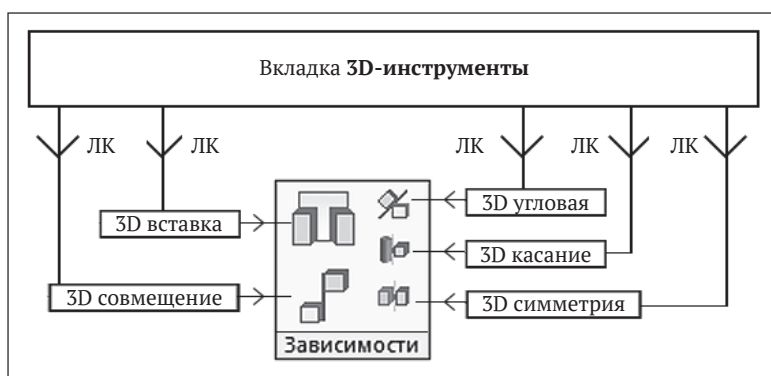 Вкладка 3D-инструменты
ЛК ЛК ЛК ЛК ЛК
3D угловая
3D вставка
3D касание
3D совмещение
3D симметрия
Зависимости